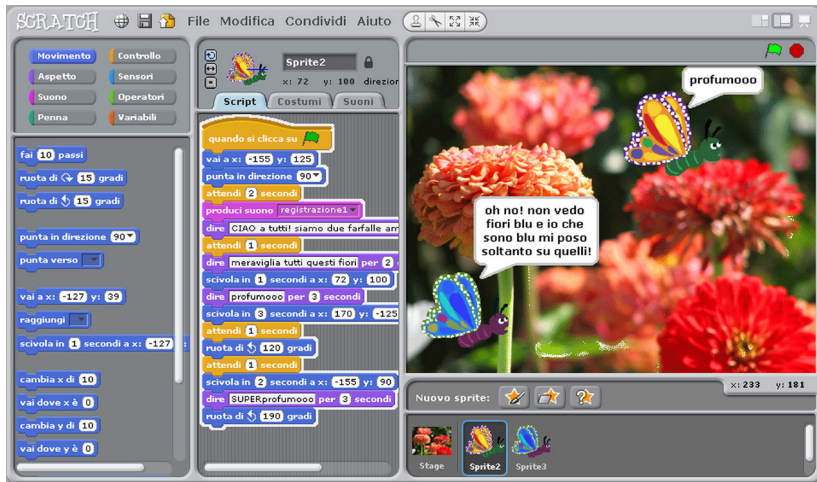 SCRATCH File Modifica Condividi Aiuto
Movimento Controllo
Aspetto Sensori
Suono Operatori
Penna Variabili
fai 10 passi
ruota di 15 gradi
ruota di 15 gradi
punta in direzione 90
punta verso
vai a x: -127 y: 39
raggiungi
scivola in 1 secondi a x: -127
cambia x di 10
vai dove x è 0
cambia y di 10
vai dove y è 0
Sprite2
x: 72 y: 100 direzion
Script Costumi Suoni
quando si clicca su
vai a x: -155 y: 125
punta in direzione 90
attendi 2 secondi
produci suono registrazione1
dire CIAO a tutti! siamo due farfalle am
attendi 1 secondi
dire meraviglia tutti questi fiori per 2
scivola in 1 secondi a x: 72 y: 100
dire profumooo per 3 secondi
scivola in 3 secondi a x: 170 y: -125
attendi 1 secondi
ruota di 120 gradi
attendi 1 secondi
scivola in 2 secondi a x: -155 y: 90
dire SUPERprofumooo per 3 secondi
ruota di 190 gradi
profumooo
oh no! non vedo
fiori blu e io che
sono blu mi poso
soltanto su quelli!
x: 233 y: 181
Nuovo sprite:
Stage Sprite2 Sprite3